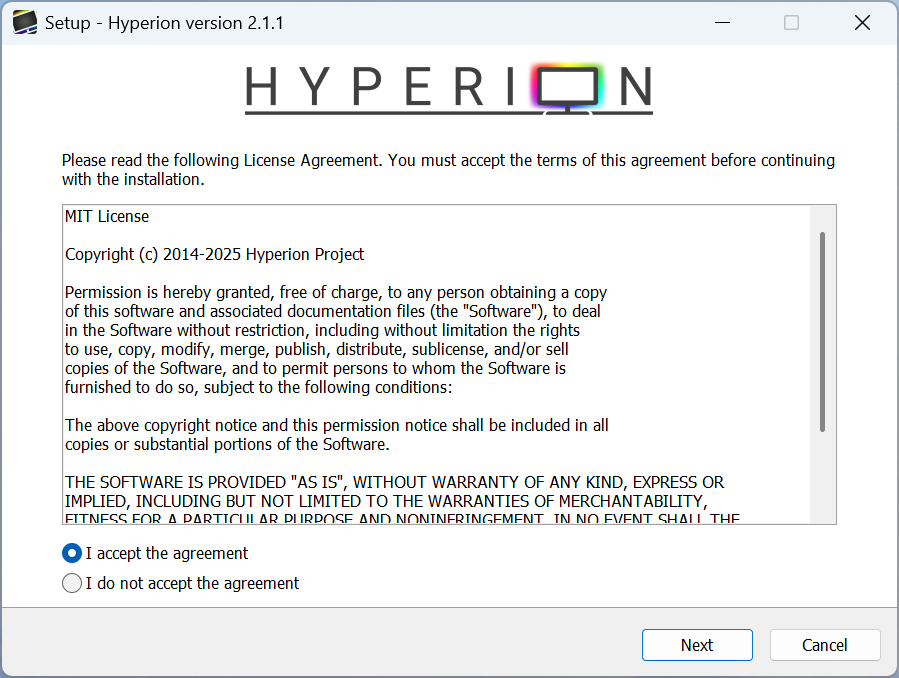 Setup - Hyperion version 2.1.1
HYPERION
Please read the following License Agreement. You must accept the terms of this agreement before continuing
with the installation.
MIT License
Copyright (c) 2014-2025 Hyperion Project
Permission is hereby granted, free of charge, to any person obtaining a copy
of this software and associated documentation files (the "Software"), to deal
in the Software without restriction, including without limitation the rights
to use, copy, modify, merge, publish, distribute, sublicense, and/or sell
copies of the Software, and to permit persons to whom the Software is
furnished to do so, subject to the following conditions:
The above copyright notice and this permission notice shall be included in all
copies or substantial portions of the Software.
THE SOFTWARE IS PROVIDED "AS IS", WITHOUT WARRANTY OF ANY KIND, EXPRESS OR
IMPLIED, INCLUDING BUT NOT LIMITED TO THE WARRANTIES OF MERCHANTABILITY,
FITNESS FOR A PARTICULAR PURPOSE AND NONINFRINGEMENT. IN NO EVENT SHALL THE
I accept the agreement
I do not accept the agreement
Next
Cancel